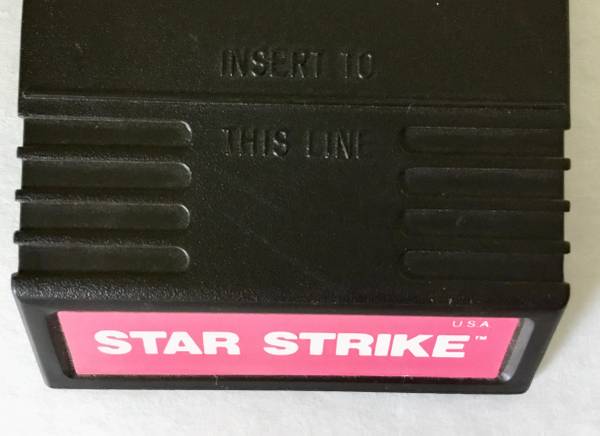 INSERT TO
THIS LINE
U.S.A.
STAR STRIKE™